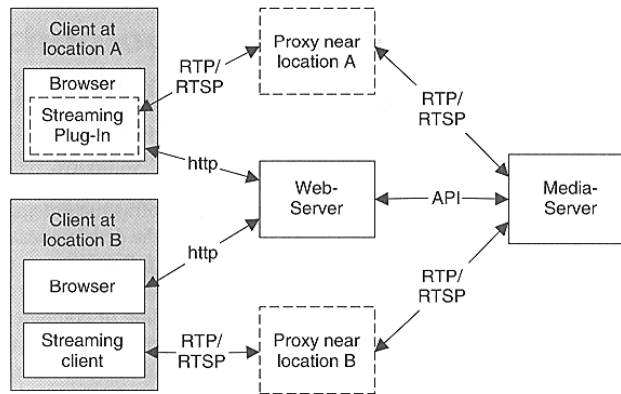 Client at
location A
Browser
Streaming
Plug-In
RTP/
RTSP
Proxy near
location A
RTP/
RTSP
http
Web-
Server
API
Media-
Server
Client at
location B
Browser
http
Streaming
client
RTP/
RTSP
Proxy near
location B
RTP/
RTSP